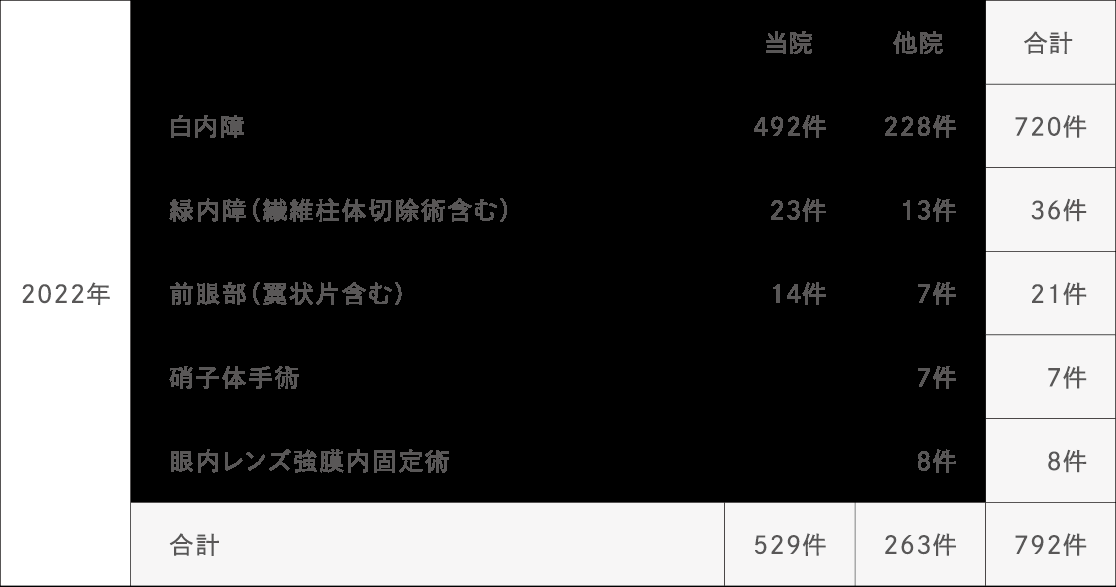 当院 他院 合計
白内障 492件 228件 720件
緑内障（繊維柱体切除術含む） 23件 13件 36件
2022年 前眼部（翼状片含む） 14件 7件 21件
硝子体手術 7件 7件
眼内レンズ強膜内固定術 8件 8件
合計 529件 263件 792件